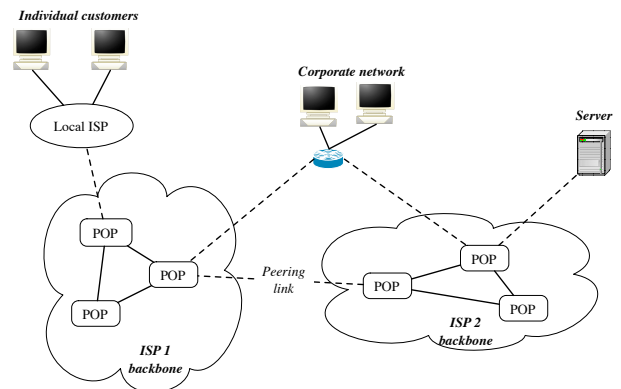 Individual customers
Corporate network
Server
Local ISP
POP
POP
POP
Peering
link
POP
POP
POP
ISP 1
backbone
ISP 2
backbone